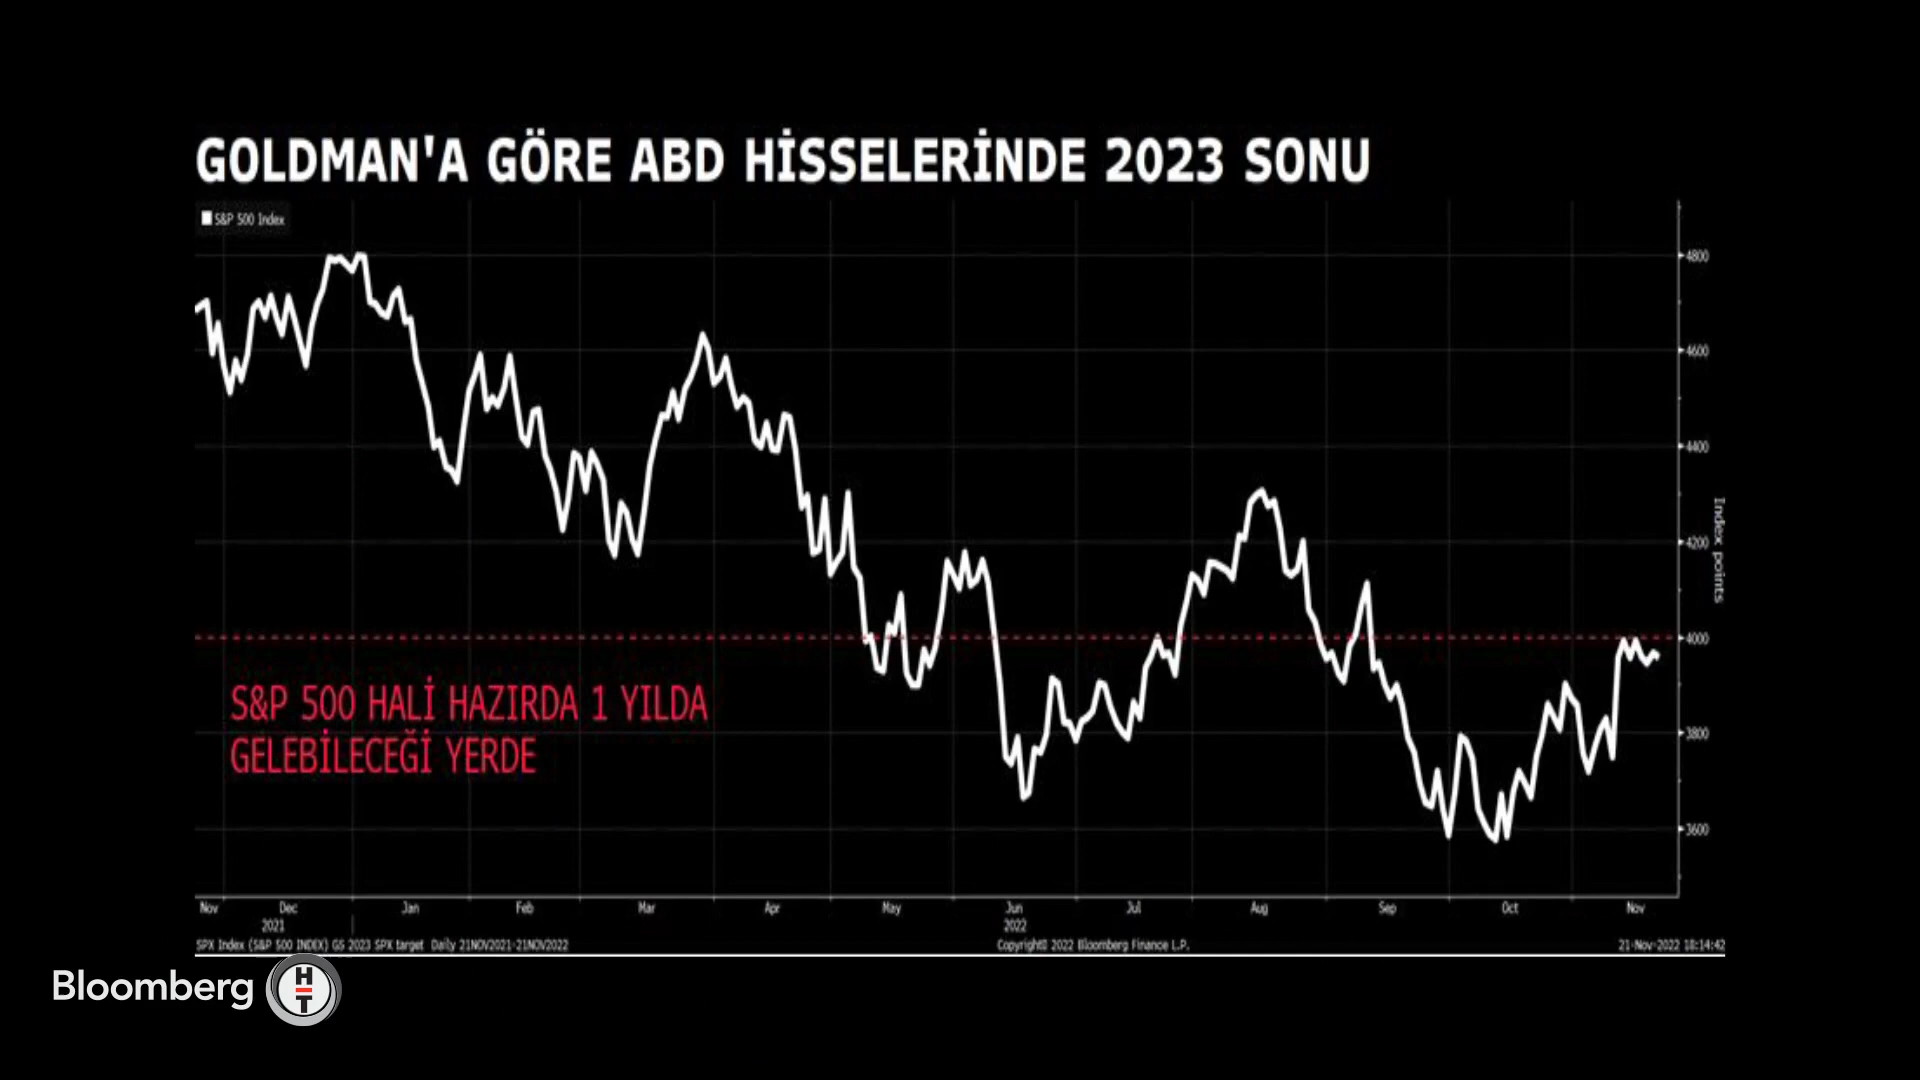 GOLDMAN'A GÖRE ABD HİSSELERİNDE 2023 SONU
S&P 500 Index
4800
4600
4400
4200
4000
3800
3600
Index points
S&P 500 HALİ HAZIRDA 1 YILDA
GELEBİLECEĞİ YERDE
Nov Dec Jan Feb Mar Apr May Jun Jul Aug Sep Oct Nov
2021 2022
SPX Index (S&P 500 INDEX) GS 2023 SPX target Daily 21NOV2021-21NOV2022 Copyright© 2022 Bloomberg Finance L.P. 21-Nov-2022 18:14:42
Bloomberg HT